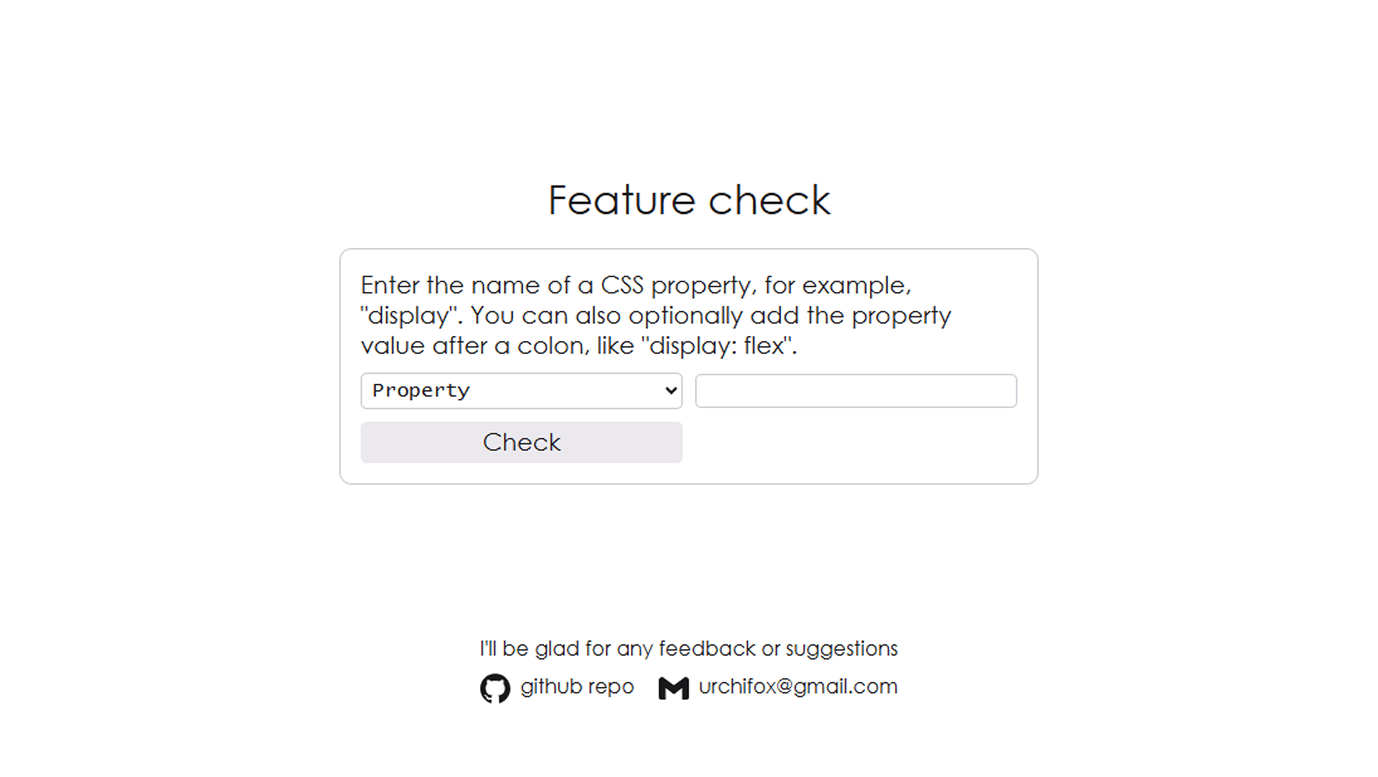 Feature check
Enter the name of a CSS property, for example,
"display". You can also optionally add the property
value after a colon, like "display: flex".
Property
Check
I'll be glad for any feedback or suggestions
github repo urchifox@gmail.com